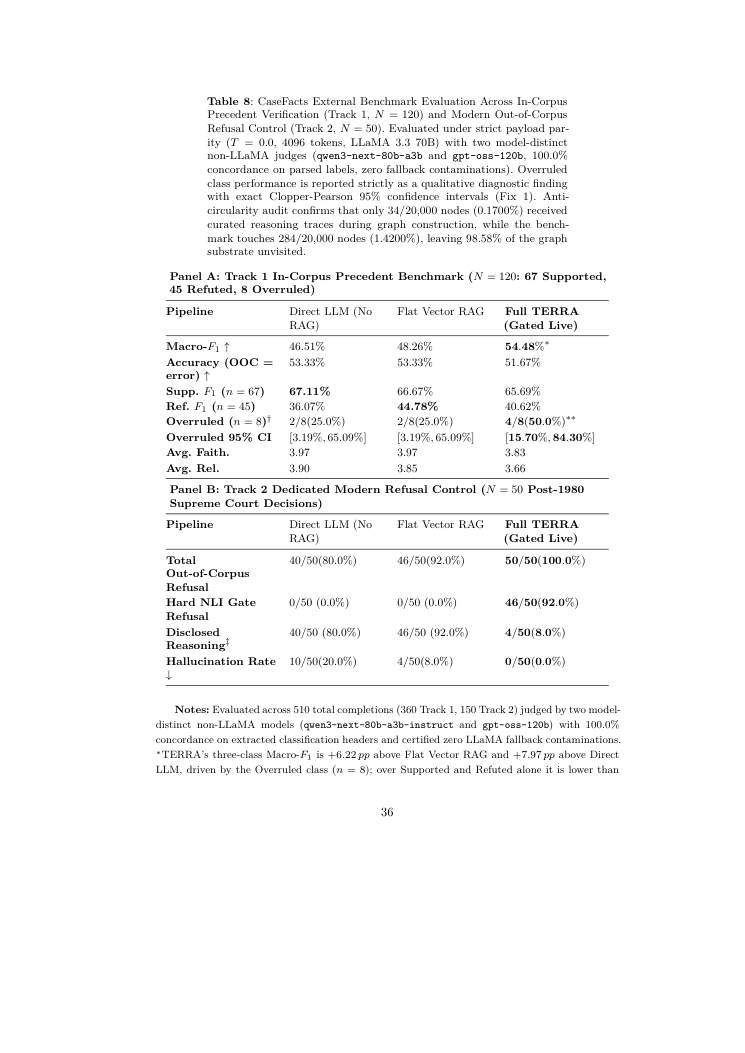 Table 8: CaseFacts External Benchmark Evaluation Across In-Corpus
Precedent Verification (Track 1, N = 120) and Modern Out-of-Corpus
Refusal Control (Track 2, N = 50). Evaluated under strict payload par-
ity (T = 0.0, 4096 tokens, LLaMA 3.3 70B) with two model-distinct
non-LLaMA judges (qwen3-next-80b-a3b and gpt-oss-120b, 100.0%
concordance on parsed labels, zero fallback contaminations). Overruled
class performance is reported strictly as a qualitative diagnostic finding
with exact Clopper-Pearson 95% confidence intervals (Fix 1). Anti-
circularity audit confirms that only 34/20,000 nodes (0.1700%) received
curated reasoning traces during graph construction, while the bench-
mark touches 284/20,000 nodes (1.4200%), leaving 98.58% of the graph
substrate unvisited.
Panel A: Track 1 In-Corpus Precedent Benchmark (N = 120: 67 Supported,
45 Refuted, 8 Overruled)
Pipeline Direct LLM (No Flat Vector RAG Full TERRA
RAG) (Gated Live)
Macro-F₁ ↑ 46.51% 48.26% 54.48%*
Accuracy (OOC = 53.33% 53.33% 51.67%
error) ↑
Supp. F₁ (n = 67) 67.11% 66.67% 65.69%
Ref. F₁ (n = 45) 36.07% 44.78% 40.62%
Overruled (n = 8)† 2/8(25.0%) 2/8(25.0%) 4/8(50.0%)**
Overruled 95% CI [3.19%, 65.09%] [3.19%, 65.09%] [15.70%, 84.30%]
Avg. Faith. 3.97 3.97 3.83
Avg. Rel. 3.90 3.85 3.66
Panel B: Track 2 Dedicated Modern Refusal Control (N = 50 Post-1980
Supreme Court Decisions)
Pipeline Direct LLM (No Flat Vector RAG Full TERRA
RAG) (Gated Live)
Total 40/50(80.0%) 46/50(92.0%) 50/50(100.0%)
Out-of-Corpus
Refusal
Hard NLI Gate 0/50 (0.0%) 0/50 (0.0%) 46/50(92.0%)
Refusal
Disclosed 40/50 (80.0%) 46/50 (92.0%) 4/50(8.0%)
Reasoning‡
Hallucination Rate 10/50(20.0%) 4/50(8.0%) 0/50(0.0%)
↓
Notes: Evaluated across 510 total completions (360 Track 1, 150 Track 2) judged by two model-
distinct non-LLaMA models (qwen3-next-80b-a3b-instruct and gpt-oss-120b) with 100.0%
concordance on extracted classification headers and certified zero LLaMA fallback contaminations.
*TERRA's three-class Macro-F₁ is +6.22 pp above Flat Vector RAG and +7.97 pp above Direct
LLM, driven by the Overruled class (n = 8); over Supported and Refuted alone it is lower than
36